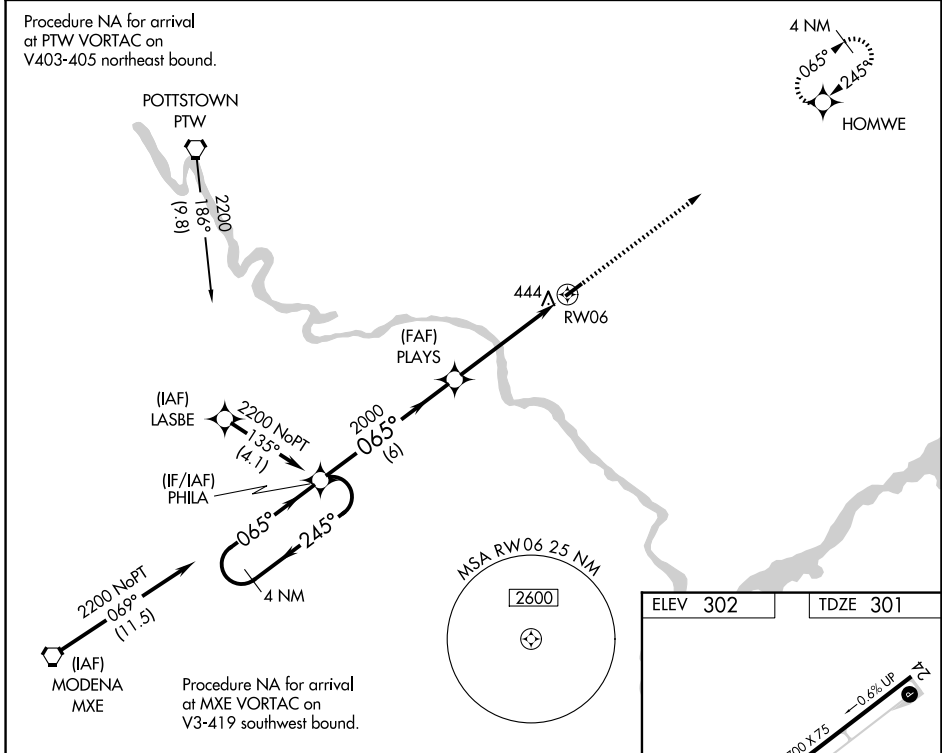 Procedure NA for arrival
at PTW VORTAC on
V403-405 northeast bound.
4 NM
065°
245°
HOMWE
POTTSTOWN
PTW
2200
186°
(9.8)
444
RW06
(FAF)
PLAYS
(IAF)
LASBE
2200 NoPT
135°
(4.1)
2000
065°
(6)
(IF/IAF)
PHILA
065°
245°
4 NM
2200 NoPT
069°
(11.5)
(IAF)
MODENA
MXE
Procedure NA for arrival
at MXE VORTAC on
V3-419 southwest bound.
MSA RW06 25 NM
2600
ELEV 302
TDZE 301
24
P
0.6% UP
700 X 75